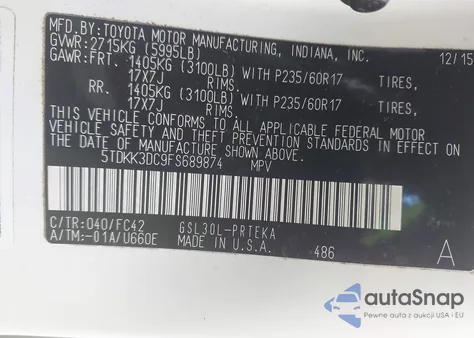 MFD.BY:TOYOTA MOTOR MANUFACTURING, INDIANA, INC. 12/15
GVWR: 2715KG (5995LB)
GAWR:FRT. 1405KG (3100LB) WITH P235/60R17 TIRES,
17X7J RIMS.
RR. 1405KG (3100LB) WITH P235/60R17 TIRES,
17X7J RIMS.
THIS VEHICLE CONFORMS TO ALL APPLICABLE FEDERAL MOTOR
VEHICLE SAFETY AND THEFT PREVENTION STANDARDS IN EFFECT ON
THE DATE OF MANUFACTURE SHOWN ABOVE.
5TDKK3DC9FS689874 MPV
C/TR:040/FC42 GSL30L-PRTEKA
A/TM:-01A/U660E MADE IN U.S.A. 486 A
autoSnap
Pewne auta z aukcji USA i EU